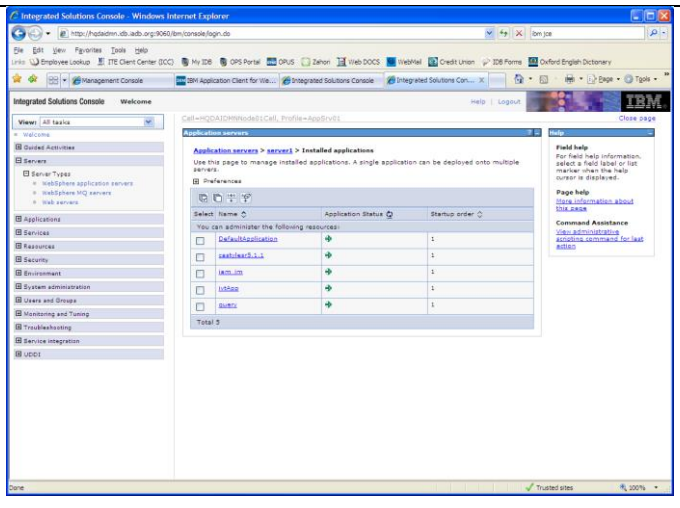 Integrated Solutions Console - Windows Internet Explorer
http://hqdaidmn.idb.iadb.org:9060/ibm/console/login.do
ibm jce
File Edit View Favorites Tools Help
Links Employee Lookup ITE Client Center (ICC) My IDB OPS Portal OPUS Zahon Web DOCS WebMail Credit Union IDB Forms Oxford English Dictionary
Management Console IBM Application Client for We... Integrated Solutions Console Integrated Solutions Con... X Page Tools
Integrated Solutions Console Welcome Help | Logout IBM
View: All tasks
Cell=HQDAIDMNNode01Cell, Profile=AppSrv01
Close page
Welcome
Guided Activities
Servers
Server Types
WebSphere application servers
WebSphere MQ servers
Web servers
Applications
Services
Resources
Security
Environment
System administration
Users and Groups
Monitoring and Tuning
Troubleshooting
Service integration
UDDI
Application servers
Application servers > server1 > Installed applications
Use this page to manage installed applications. A single application can be deployed onto multiple
servers.
Preferences
Select Name Application Status Startup order
You can administer the following resources:
DefaultApplication 1
castylear5.1.1 1
iam_im 1
ivtApp 1
query 1
Total 5
Help
Field help
For field help information,
select a field label or list
marker when the help
cursor is displayed.
Page help
More information about
this page
Command Assistance
View administrative
scripting command for last
action
Done
Trusted sites
100%